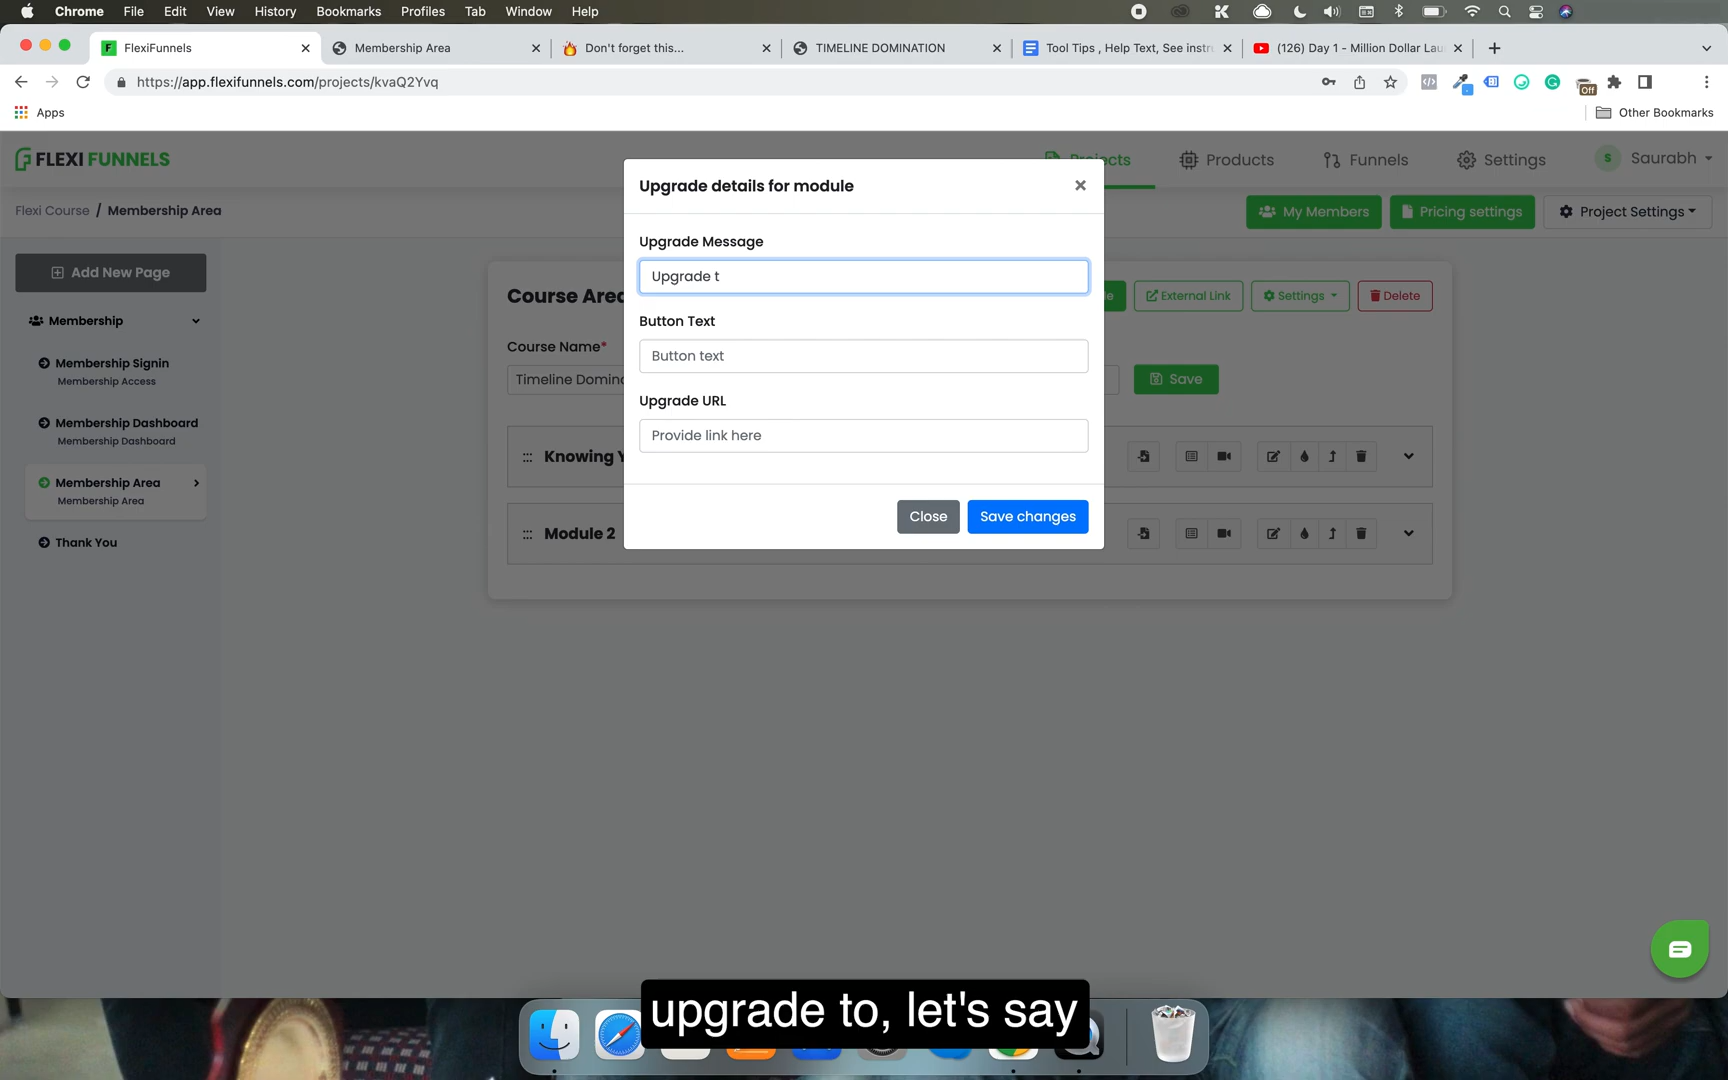 Chrome File Edit View History Bookmarks Profiles Tab Window Help
FlexiFunnels
Membership Area
Don't forget this...
TIMELINE DOMINATION
Tool Tips , Help Text, See instr
(126) Day 1 - Million Dollar Lau
https://app.flexifunnels.com/projects/kvaQ2Yvq
Off
Apps
Other Bookmarks
FLEXI FUNNELS
Projects
Products
Funnels
Settings
S
Saurabh
Flexi Course / Membership Area
My Members
Pricing settings
Project Settings
Add New Page
Membership
Membership Signin
Membership Access
Membership Dashboard
Membership Dashboard
Membership Area
Membership Area
Thank You
Course Area
External Link
Settings
Delete
Course Name*
Timeline Domina
Save
Knowing Y
Module 2
Upgrade details for module
Upgrade Message
Upgrade t
Button Text
Button text
Upgrade URL
Provide link here
Close
Save changes
upgrade to, let's say